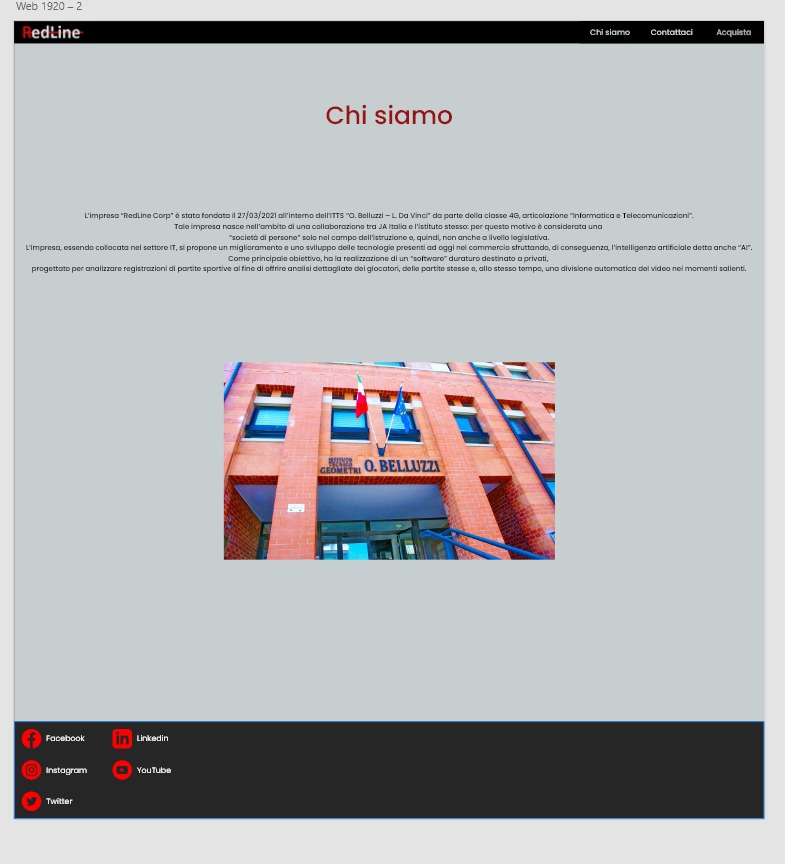 Web 1920 – 2
RedLine
Chi siamo Contattaci Acquista
Chi siamo
L'impresa "RedLine Corp" è stata fondata il 27/03/2021 all'interno dell'ITTS "O. Belluzzi – L. Da Vinci" da parte della classe 4G, articolazione "Informatica e Telecomunicazioni".
Tale impresa nasce nell'ambito di una collaborazione tra JA Italia e l'istituto stesso: per questo motivo è considerata una
"società di persone" solo nel campo dell'istruzione e, quindi, non anche a livello legislativo.
L'impresa, essendo collocata nel settore IT, si propone un miglioramento e uno sviluppo delle tecnologie presenti ad oggi nel commercio sfruttando, di conseguenza, l'intelligenza artificiale detta anche "AI".
Come principale obiettivo, ha la realizzazione di un "software" duraturo destinato a privati,
progettato per analizzare registrazioni di partite sportive al fine di offrire analisi dettagliate dei giocatori, delle partite stesse e, allo stesso tempo, una divisione automatica del video nei momenti salienti.
ISTITUTO
TECNICO
GEOMETRI O. BELLUZZI
Facebook Linkedin
Instagram YouTube
Twitter